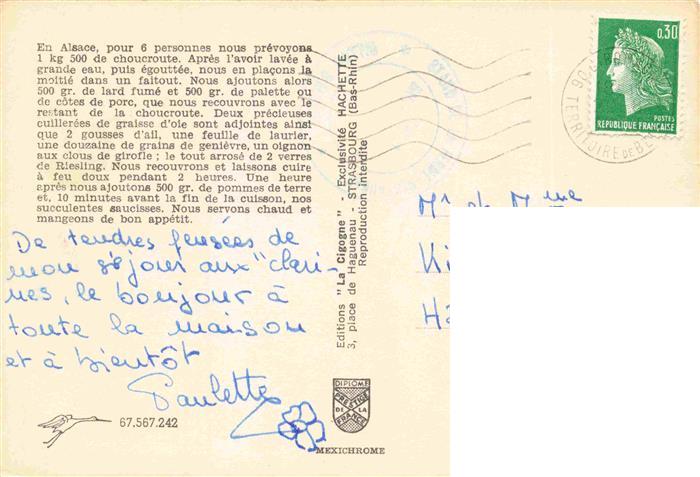 En Alsace, pour 6 personnes nous prévoyons
1 kg 500 de choucroute. Après l'avoir lavée à
grande eau, puis égouttée, nous en plaçons la
moitié dans un faitout. Nous ajoutons alors
500 gr. de lard fumé et 500 gr. de palette ou
de côtes de porc, que nous recouvrons avec le
restant de la choucroute. Deux précieuses
cuillerées de graisse d'oie sont adjointes ainsi
que 2 gousses d'ail, une feuille de laurier,
une douzaine de grains de genièvre, un oignon
aux clous de girofle ; le tout arrosé de 2 verres
de Riesling. Nous recouvrons et laissons cuire
à feu doux pendant 2 heures. Une heure
après nous ajoutons 500 gr. de pommes de terre
et, 10 minutes avant la fin de la cuisson, nos
succulentes saucisses. Nous servons chaud et
mangeons de bon appétit.
De tendres pensées de
mon séjour aux "clari-
nes, le bonjour à
toute la maison
et à bientôt
Paulette
67.567.242
Editions "La Cigogne" - Exclusivité HACHETTE
3, place de Haguenau - STRASBOURG (Bas-Rhin)
Reproduction interdite
DIPLOME
PRESTIGE
DE LA
FRANCE
MEXICHROME
0,30
POSTES
REPUBLIQUE FRANÇAISE
90 TERRITOIRE DE BE
Mr et Mme
Ki
Ha